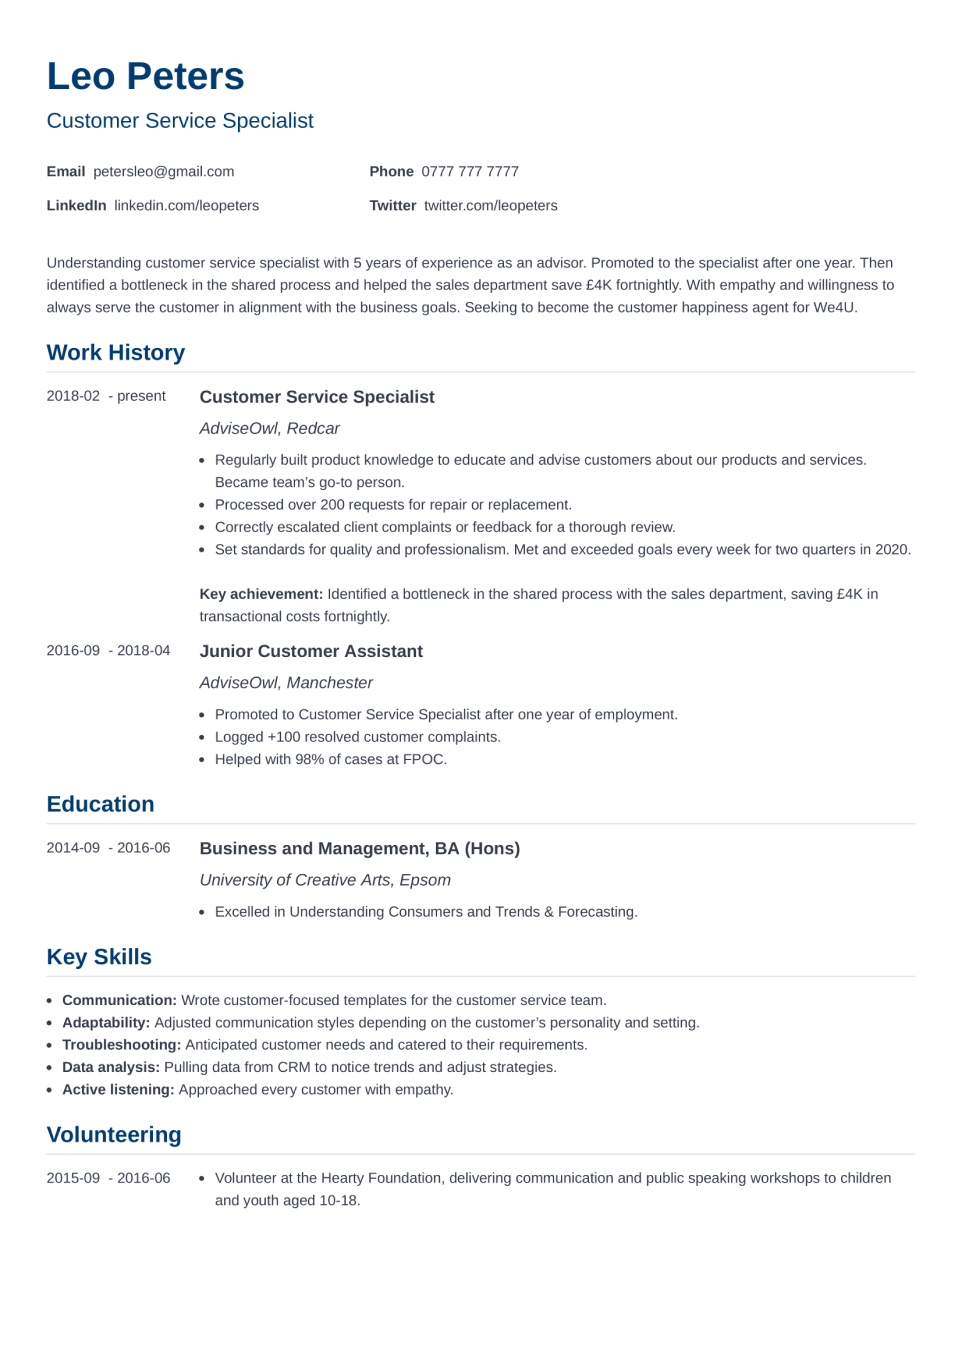 Leo Peters
Customer Service Specialist
Email petersleo@gmail.com Phone 0777 777 7777
LinkedIn linkedin.com/leopeters Twitter twitter.com/leopeters
Understanding customer service specialist with 5 years of experience as an advisor. Promoted to the specialist after one year. Then
identified a bottleneck in the shared process and helped the sales department save £4K fortnightly. With empathy and willingness to
always serve the customer in alignment with the business goals. Seeking to become the customer happiness agent for We4U.
Work History
2018-02 - present Customer Service Specialist
AdviseOwl, Redcar
• Regularly built product knowledge to educate and advise customers about our products and services.
Became team’s go-to person.
• Processed over 200 requests for repair or replacement.
• Correctly escalated client complaints or feedback for a thorough review.
• Set standards for quality and professionalism. Met and exceeded goals every week for two quarters in 2020.
Key achievement: Identified a bottleneck in the shared process with the sales department, saving £4K in
transactional costs fortnightly.
2016-09 - 2018-04 Junior Customer Assistant
AdviseOwl, Manchester
• Promoted to Customer Service Specialist after one year of employment.
• Logged +100 resolved customer complaints.
• Helped with 98% of cases at FPOC.
Education
2014-09 - 2016-06 Business and Management, BA (Hons)
University of Creative Arts, Epsom
• Excelled in Understanding Consumers and Trends & Forecasting.
Key Skills
• Communication: Wrote customer-focused templates for the customer service team.
• Adaptability: Adjusted communication styles depending on the customer’s personality and setting.
• Troubleshooting: Anticipated customer needs and catered to their requirements.
• Data analysis: Pulling data from CRM to notice trends and adjust strategies.
• Active listening: Approached every customer with empathy.
Volunteering
2015-09 - 2016-06 • Volunteer at the Hearty Foundation, delivering communication and public speaking workshops to children
and youth aged 10-18.